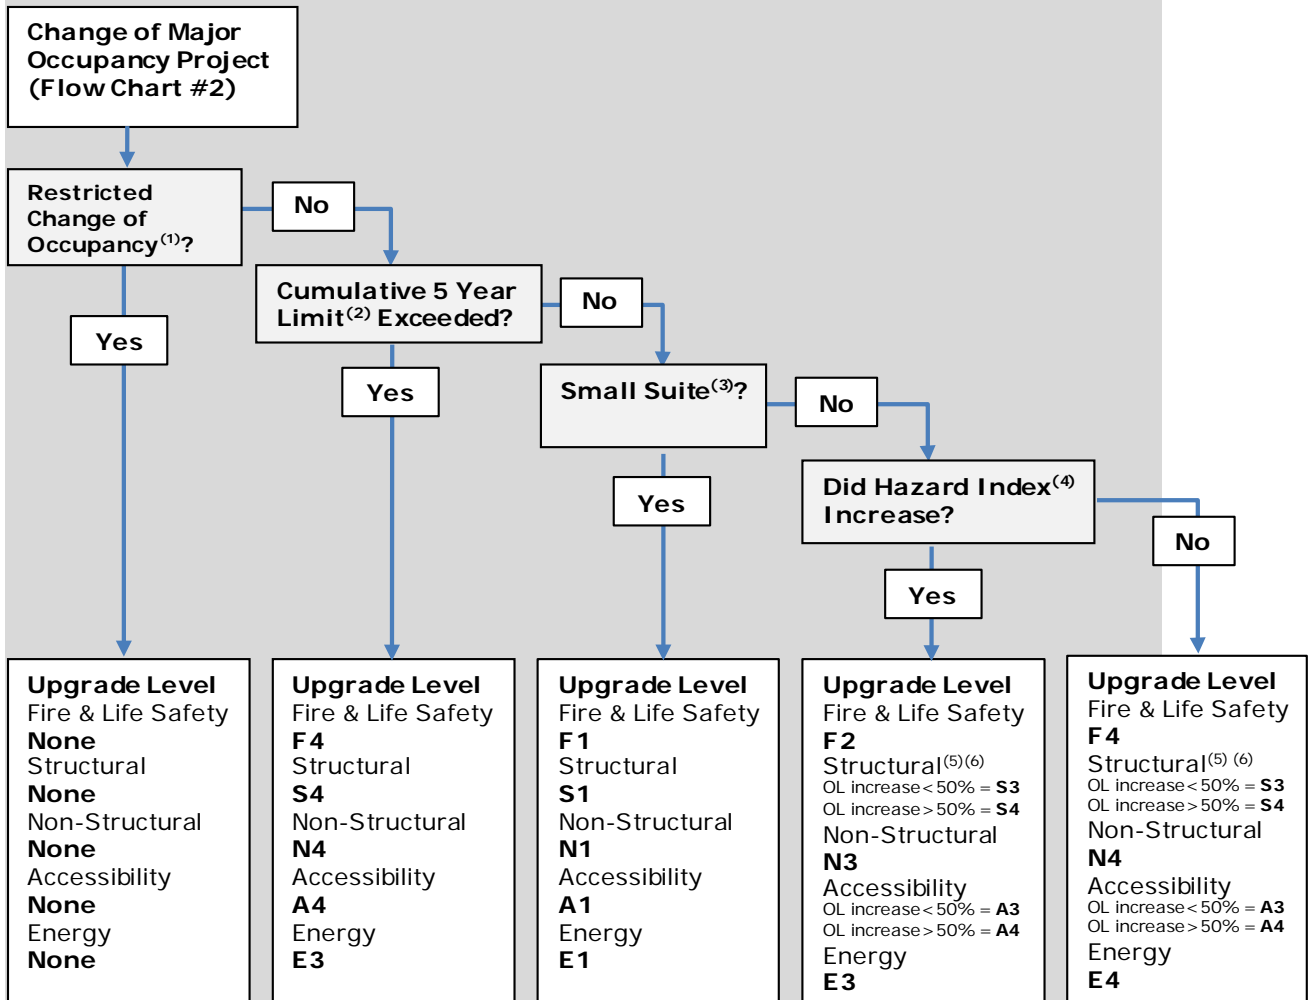 Change of Major
Occupancy Project
(Flow Chart #2)
Restricted
Change of
Occupancy(1)?
No
Yes
Cumulative 5 Year
Limit(2) Exceeded?
No
Yes
Small Suite(3)?
No
Yes
Did Hazard Index(4)
Increase?
No
Yes
Upgrade Level
Fire & Life Safety
None
Structural
None
Non-Structural
None
Accessibility
None
Energy
None
Upgrade Level
Fire & Life Safety
F4
Structural
S4
Non-Structural
N4
Accessibility
A4
Energy
E3
Upgrade Level
Fire & Life Safety
F1
Structural
S1
Non-Structural
N1
Accessibility
A1
Energy
E1
Upgrade Level
Fire & Life Safety
F2
Structural(5)(6)
OL increase<50% = S3
OL increase>50% = S4
Non-Structural
N3
Accessibility
OL increase<50% = A3
OL increase>50% = A4
Energy
E3
Upgrade Level
Fire & Life Safety
F4
Structural(5) (6)
OL increase<50% = S3
OL increase>50% = S4
Non-Structural
N4
Accessibility
OL increase<50% = A3
OL increase>50% = A4
Energy
E4